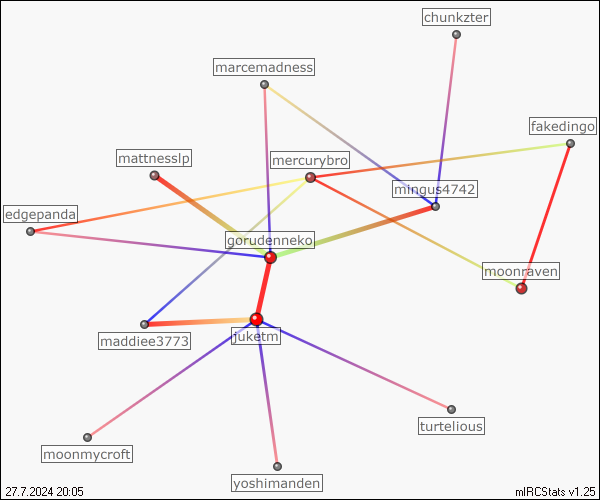 chunkzter
marcemadness
fakedingo
mattnesslp
mercurybro
mingus4742
edgepanda
gorudenneko
moonraven
juketm
maddiee3773
turtelious
moonmycroft
yoshimanden
27.7.2024 20:05
mIRCStats v1.25